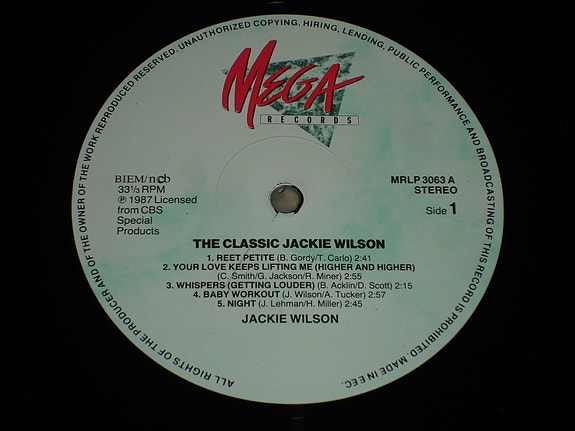 ALL RIGHTS OF THE PRODUCER AND OF THE OWNER OF THE WORK REPRODUCED RESERVED. UNAUTHORIZED COPYING, HIRING, LENDING, PUBLIC PERFORMANCE AND BROADCASTING OF THIS RECORD IS PROHIBITED. MADE IN EEC.
MEGA
RECORDS
BIEM/ncb
33⅓ RPM
℗ 1987 Licensed
from CBS
Special
Products
MRLP 3063 A
STEREO
Side 1
THE CLASSIC JACKIE WILSON
1. REET PETITE (B. Gordy/T. Carlo) 2:41
2. YOUR LOVE KEEPS LIFTING ME (HIGHER AND HIGHER)
(C. Smith/G. Jackson/R. Miner) 2:55
3. WHISPERS (GETTING LOUDER) (B. Acklin/D. Scott) 2:15
4. BABY WORKOUT (J. Wilson/A. Tucker) 2:57
5. NIGHT (J. Lehman/H. Miller) 2:45
JACKIE WILSON